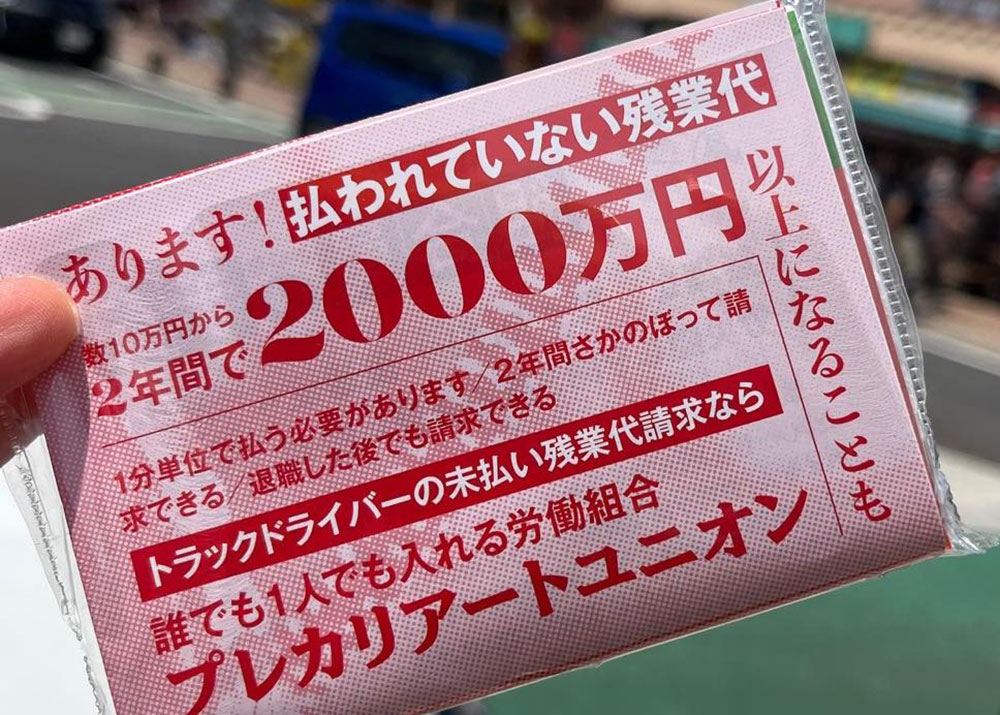 あります！払われていない残業代
数10万円から
2年間で2000万円
以上になることも
1分単位で払う必要があります／2年間さかのぼって請
求できる／退職した後でも請求できる
トラックドライバーの未払い残業代請求なら
誰でも1人でも入れる労働組合
プレカリアートユニオン